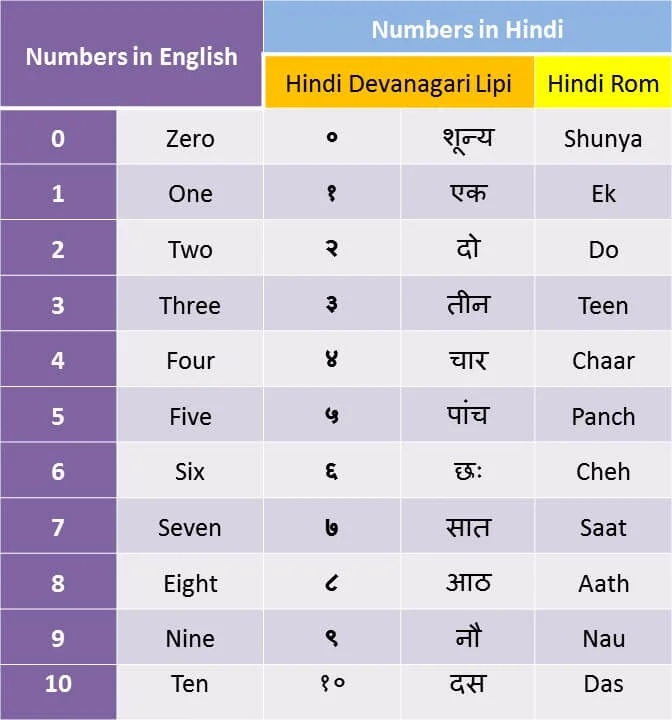 Numbers in English
Numbers in Hindi
Hindi Devanagari Lipi Hindi Rom
0 Zero ० शून्य Shunya
1 One १ एक Ek
2 Two २ दो Do
3 Three ३ तीन Teen
4 Four ४ चार Chaar
5 Five ५ पांच Panch
6 Six ६ छः Cheh
7 Seven ७ सात Saat
8 Eight ८ आठ Aath
9 Nine ९ नौ Nau
10 Ten १० दस Das